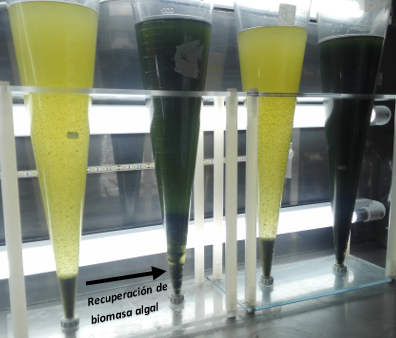 Recuperación de
biomasa algal